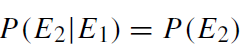 P(E₂|E₁) = P(E₂)